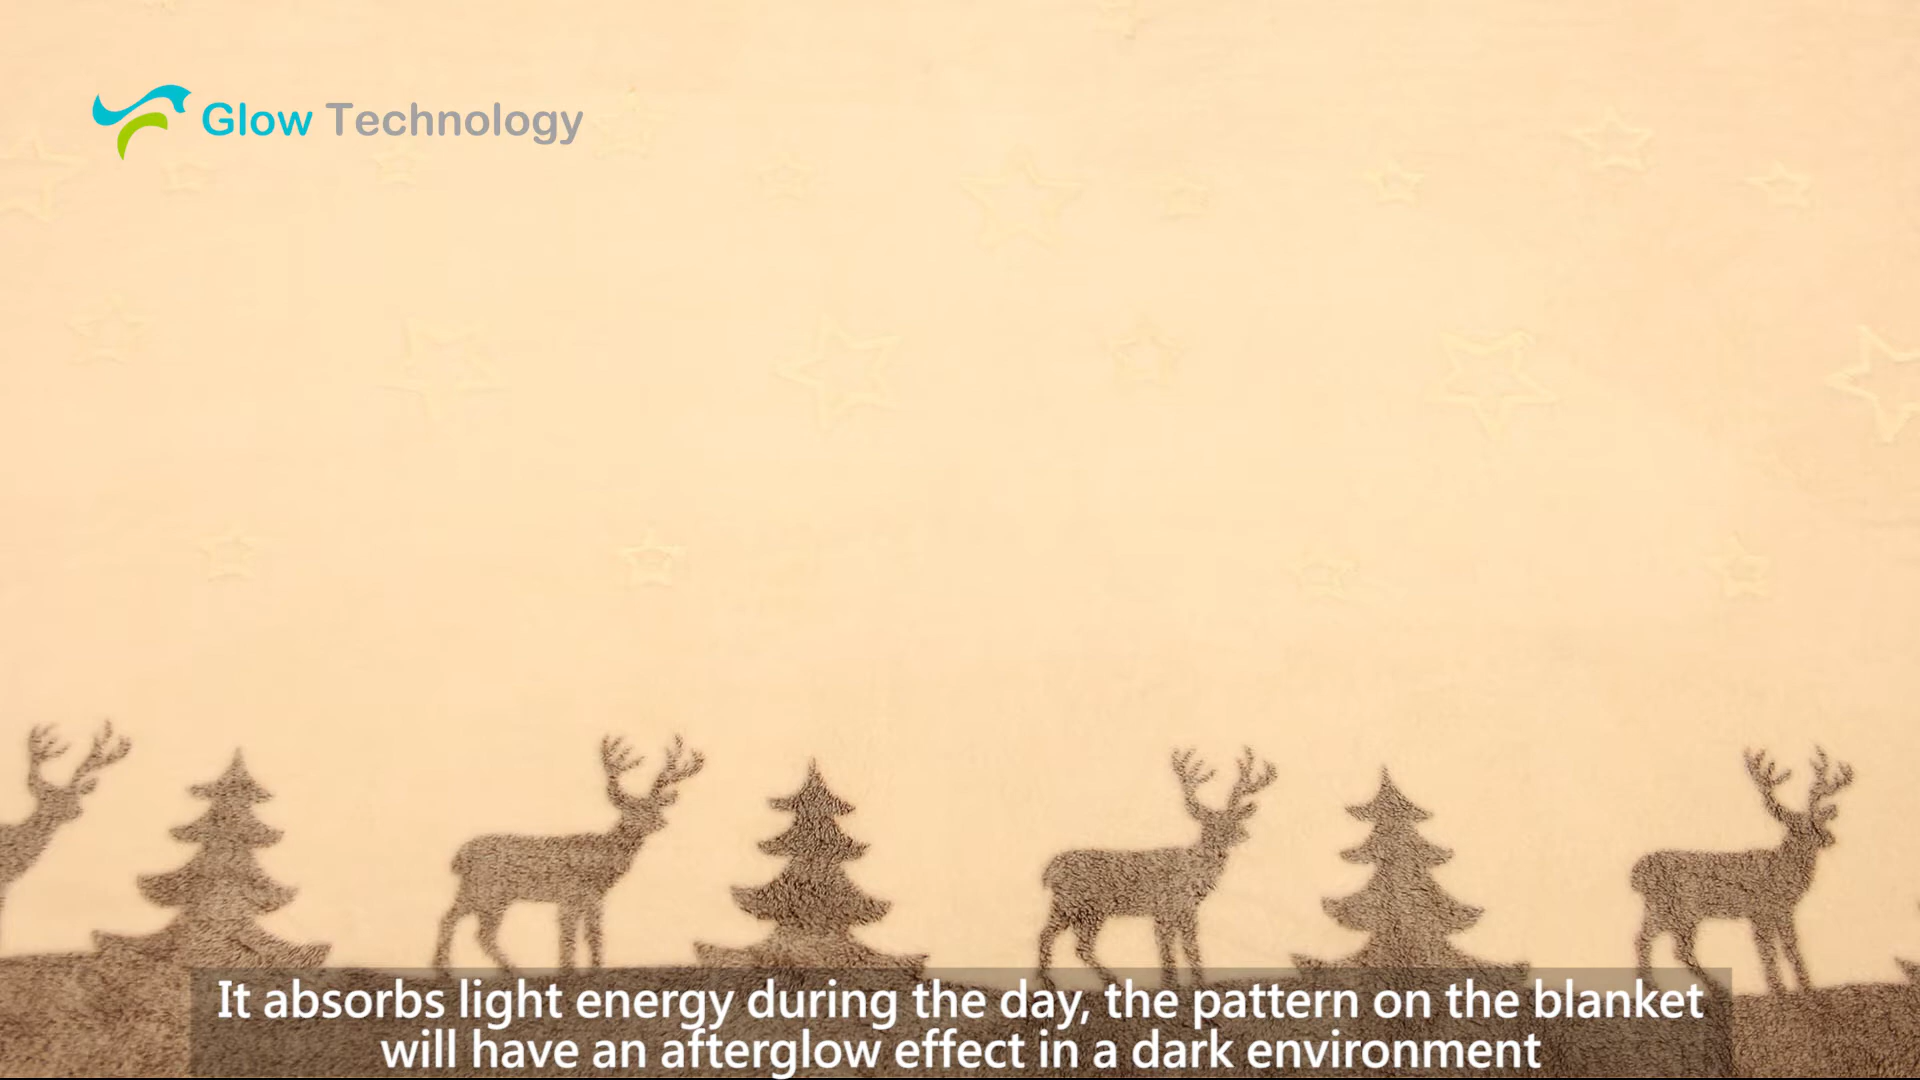 Glow Technology
It absorbs light energy during the day, the pattern on the blanket
will have an afterglow effect in a dark environment